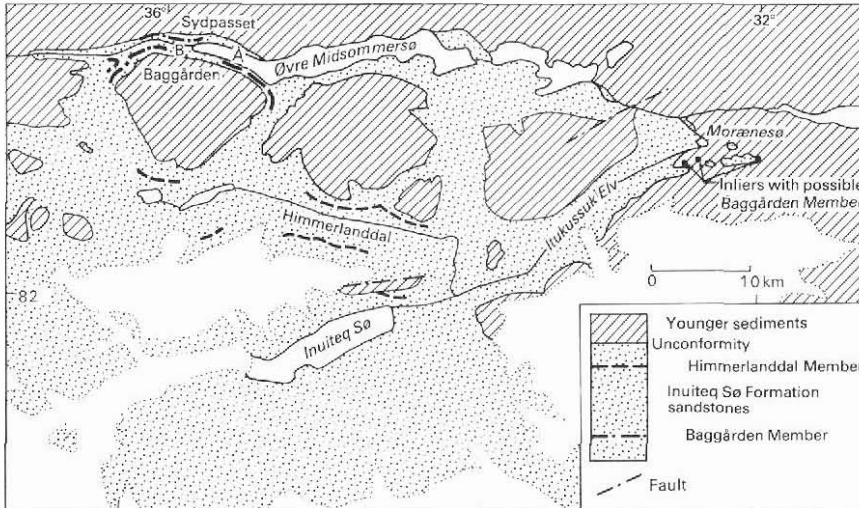 36°
32°
Sydpasset
B
A
Øvre Midsommersø
Baggården
Morænesø
Inliers with possible
Baggården Member
Itukussuk Elv
Himmerlanddal
82
0 10 km
Inuiteq Sø
Younger sediments
Unconformity
Himmerlanddal Member
Inuiteq Sø Formation
sandstones
Baggården Member
Fault